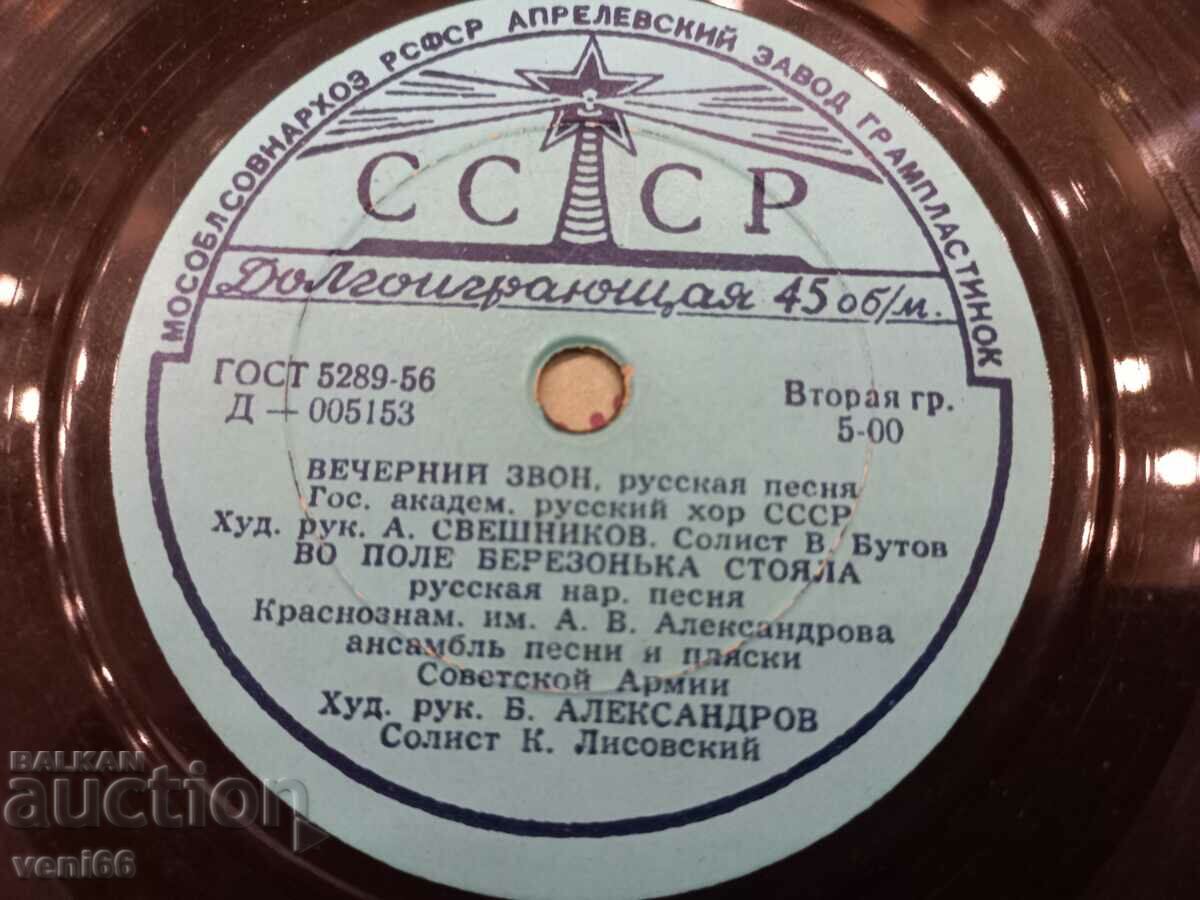 МОСОБЛСОВНАРХОЗ РСФСР АПРЕЛЕВСКИЙ ЗАВОД ГРАМПЛАСТИНОК
СССР
Долгоиграющая 45 об/м.
ГОСТ 5289-56
Д — 005153
Вторая гр.
5-00
ВЕЧЕРНИЙ ЗВОН, русская песня
Гос. академ. русский хор СССР
Худ. рук. А. СВЕШНИКОВ. Солист В. Бутов
ВО ПОЛЕ БЕРЕЗОНЬКА СТОЯЛА
русская нар. песня
Краснознам. им. А. В. Александрова
ансамбль песни и пляски
Советской Армии
Худ. рук. Б. АЛЕКСАНДРОВ
Солист К. Лисовский
BALKAN
auction
veni66